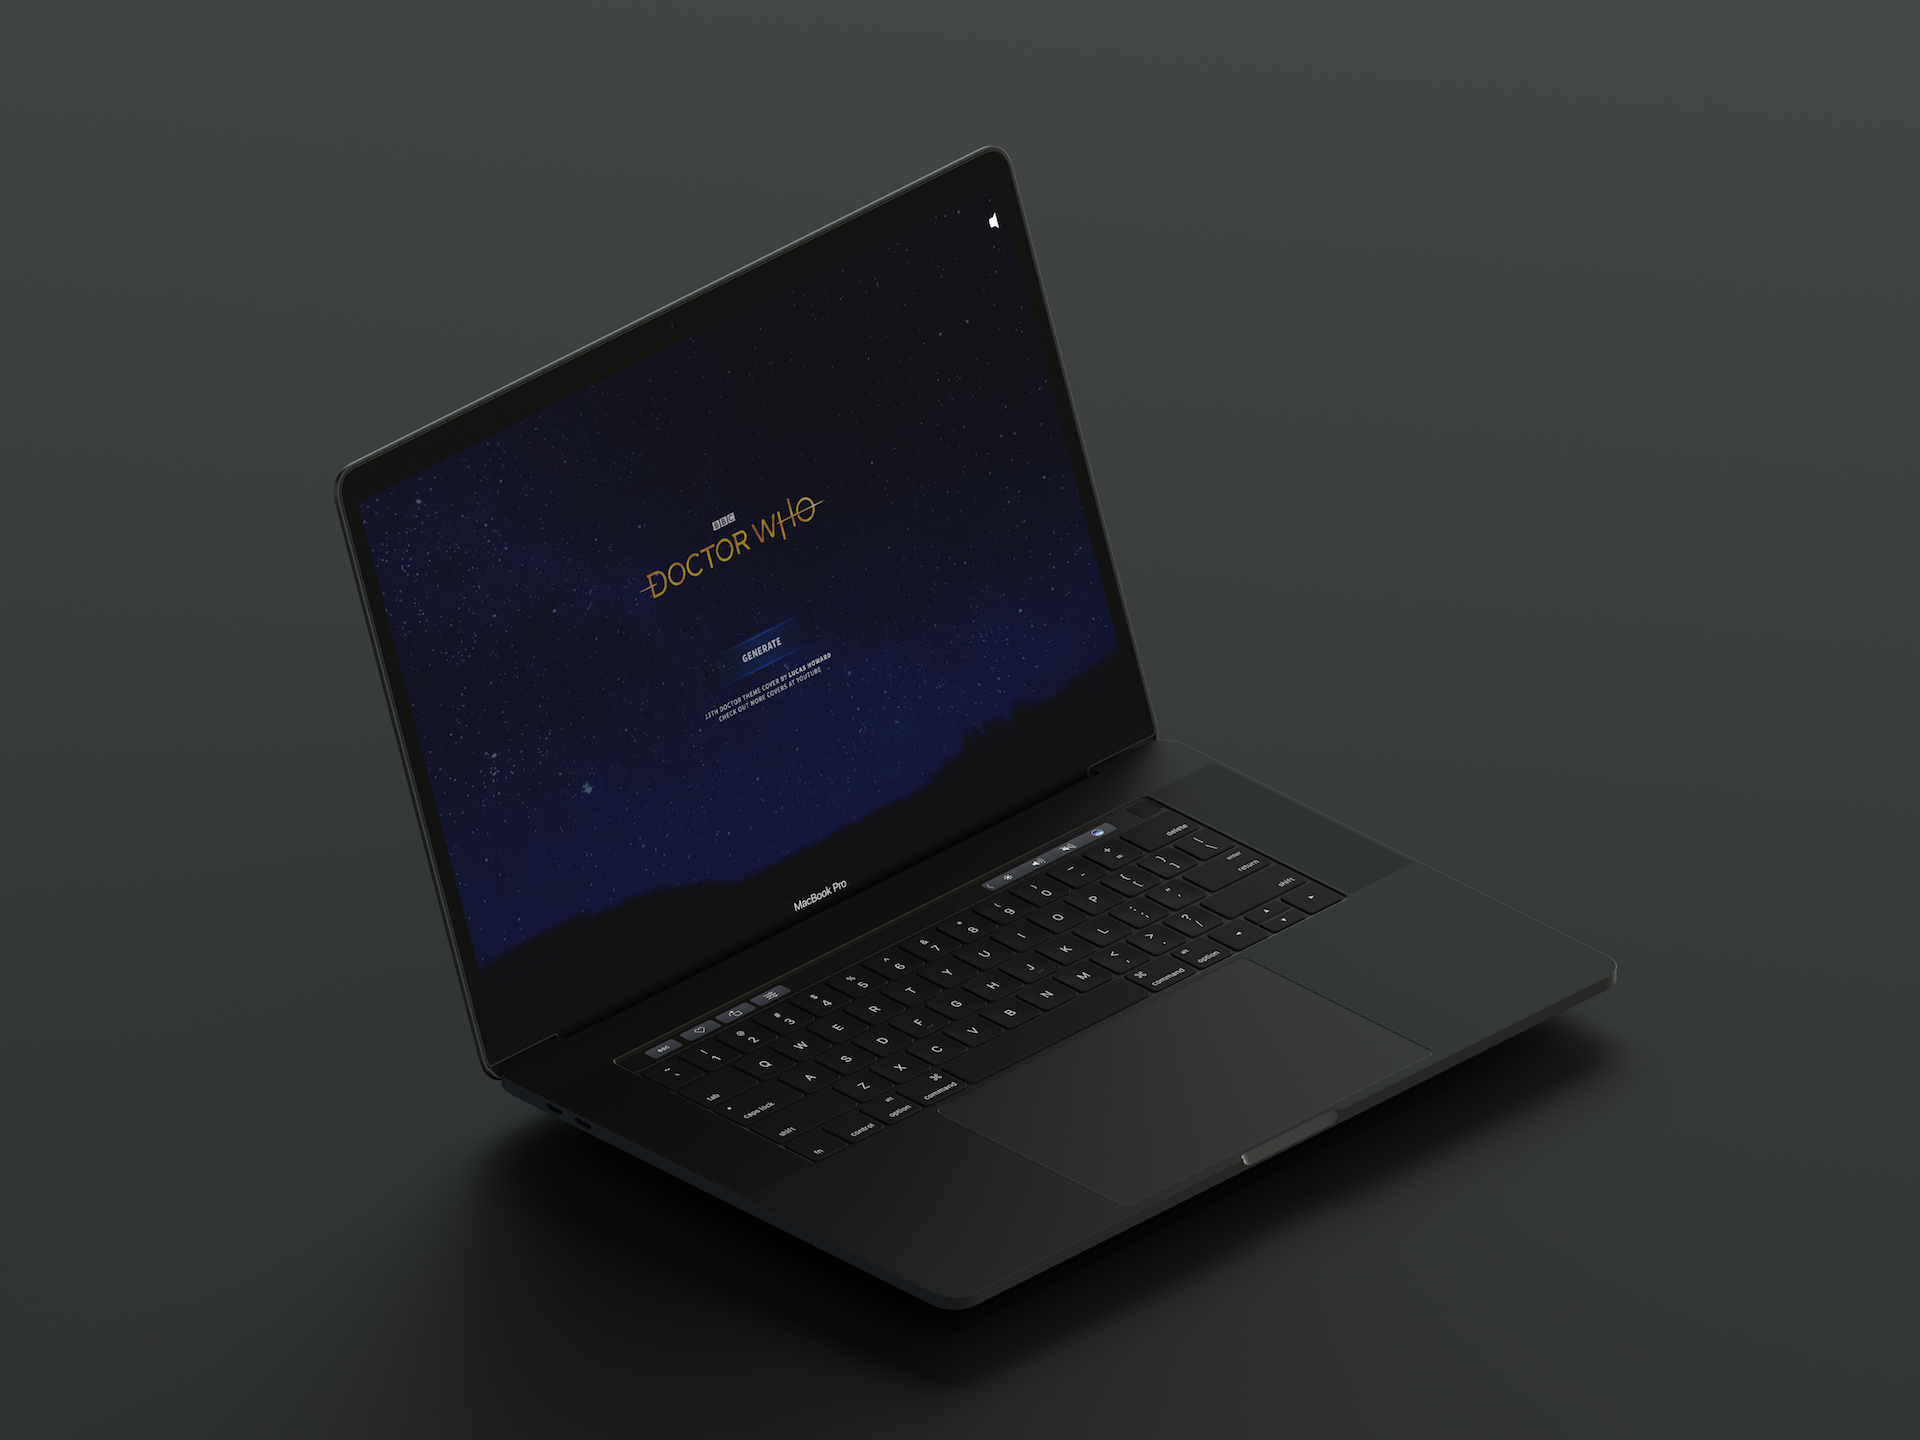 BBC
DOCTOR WHO
GENERATE
13TH DOCTOR THEME COVER BY LUCAS HOWARD
CHECK OUT MORE COVERS AT YOUTUBE
MacBook Pro
esc
~ ! 1 @ 2 # 3 $ 4 % 5 ^ 6 & 7 * 8 ( 9 ) 0 _ - + = delete
tab Q W E R T Y U I O P { [ } ] | \
caps lock A S D F G H J K L : ; " ' enter return
shift Z X C V B N M < , > . ? / shift
fn control alt option ⌘ command ⌘ command alt option